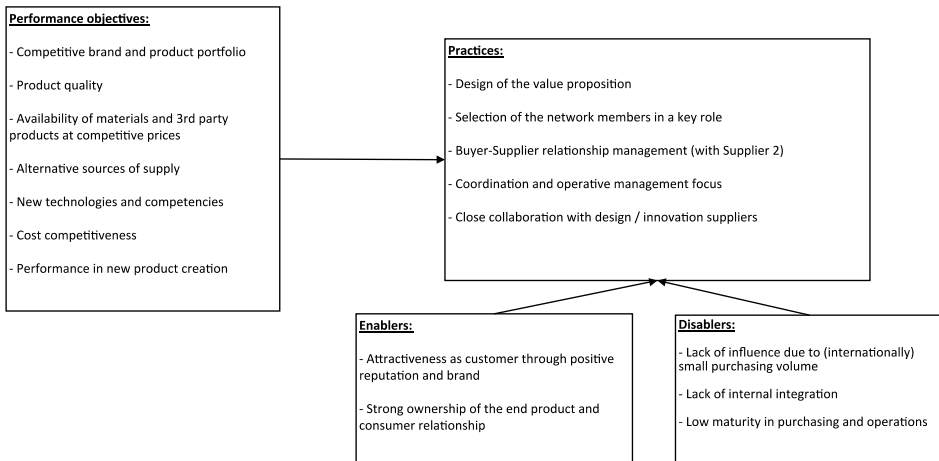 Performance objectives:
- Competitive brand and product portfolio
- Product quality
- Availability of materials and 3rd party
products at competitive prices
- Alternative sources of supply
- New technologies and competencies
- Cost competitiveness
- Performance in new product creation
Practices:
- Design of the value proposition
- Selection of the network members in a key role
- Buyer-Supplier relationship management (with Supplier 2)
- Coordination and operative management focus
- Close collaboration with design / innovation suppliers
Enablers:
- Attractiveness as customer through positive
reputation and brand
- Strong ownership of the end product and
consumer relationship
Disablers:
- Lack of influence due to (internationally)
small purchasing volume
- Lack of internal integration
- Low maturity in purchasing and operations